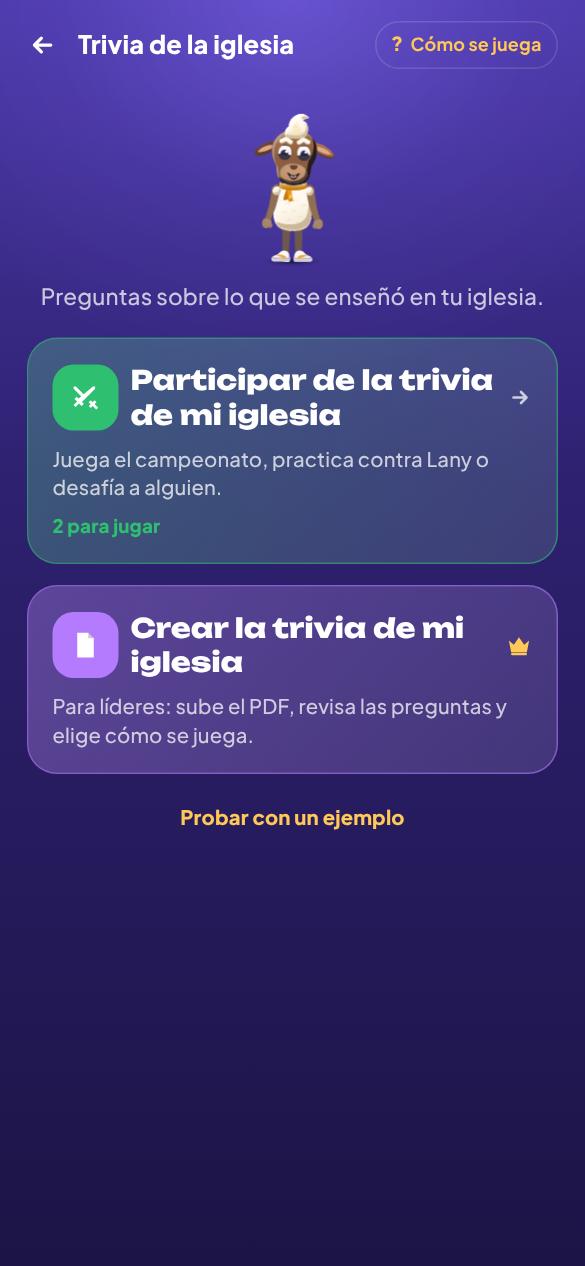 Trivia de la iglesia
? Cómo se juega
Preguntas sobre lo que se enseñó en tu iglesia.
Participar de la trivia
de mi iglesia
Juega el campeonato, practica contra Lany o
desafía a alguien.
2 para jugar
Crear la trivia de mi
iglesia
Para líderes: sube el PDF, revisa las preguntas y
elige cómo se juega.
Probar con un ejemplo